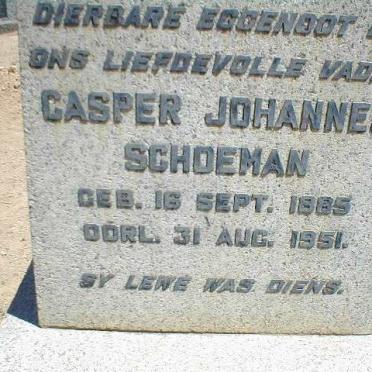 DIERBARE EGGENOOT
ONS LIEFDEVOLLE VAD
CASPER JOHANNES
SCHOEMAN
GEB. 16 SEPT. 1885
OORL. 31 AUG. 1951.
SY LEWE WAS DIENS.